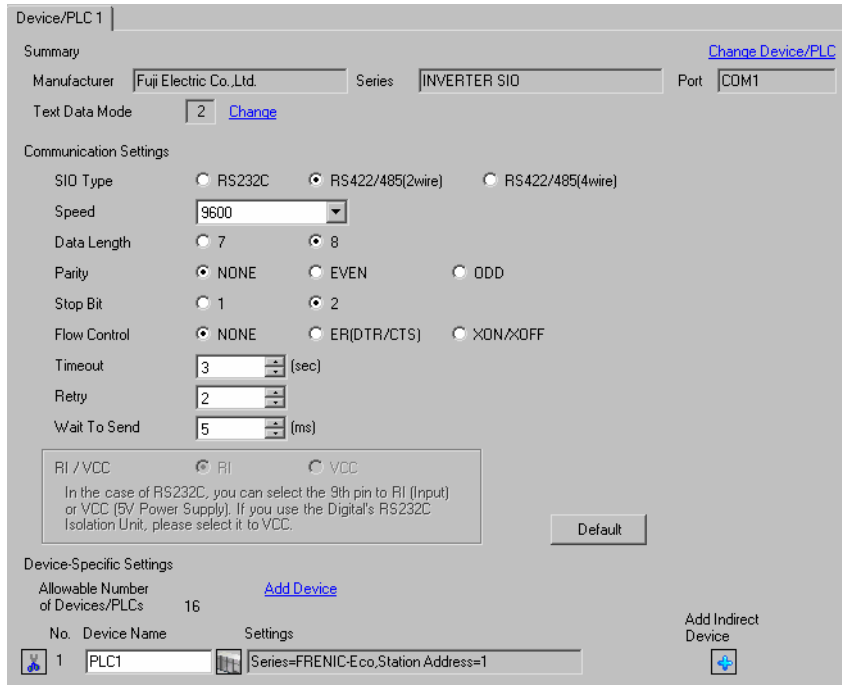 Device/PLC 1
Summary Change Device/PLC
Manufacturer Fuji Electric Co.,Ltd. Series INVERTER SIO Port COM1
Text Data Mode 2 Change
Communication Settings
SIO Type RS232C RS422/485(2wire) RS422/485(4wire)
Speed 9600
Data Length 7 8
Parity NONE EVEN ODD
Stop Bit 1 2
Flow Control NONE ER(DTR/CTS) XON/XOFF
Timeout 3 (sec)
Retry 2
Wait To Send 5 (ms)
RI / VCC RI VCC
In the case of RS232C, you can select the 9th pin to RI (Input)
or VCC (5V Power Supply). If you use the Digital's RS232C
Isolation Unit, please select it to VCC.
Default
Device-Specific Settings
Allowable Number Add Device
of Devices/PLCs 16
Add Indirect
Device
No. Device Name Settings
1 PLC1 Series=FRENIC-Eco,Station Address=1